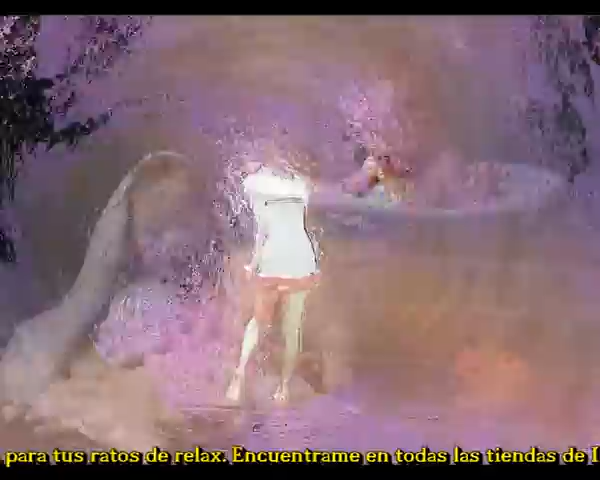 para tus ratos de relax. Encuentrame en todas las tiendas de